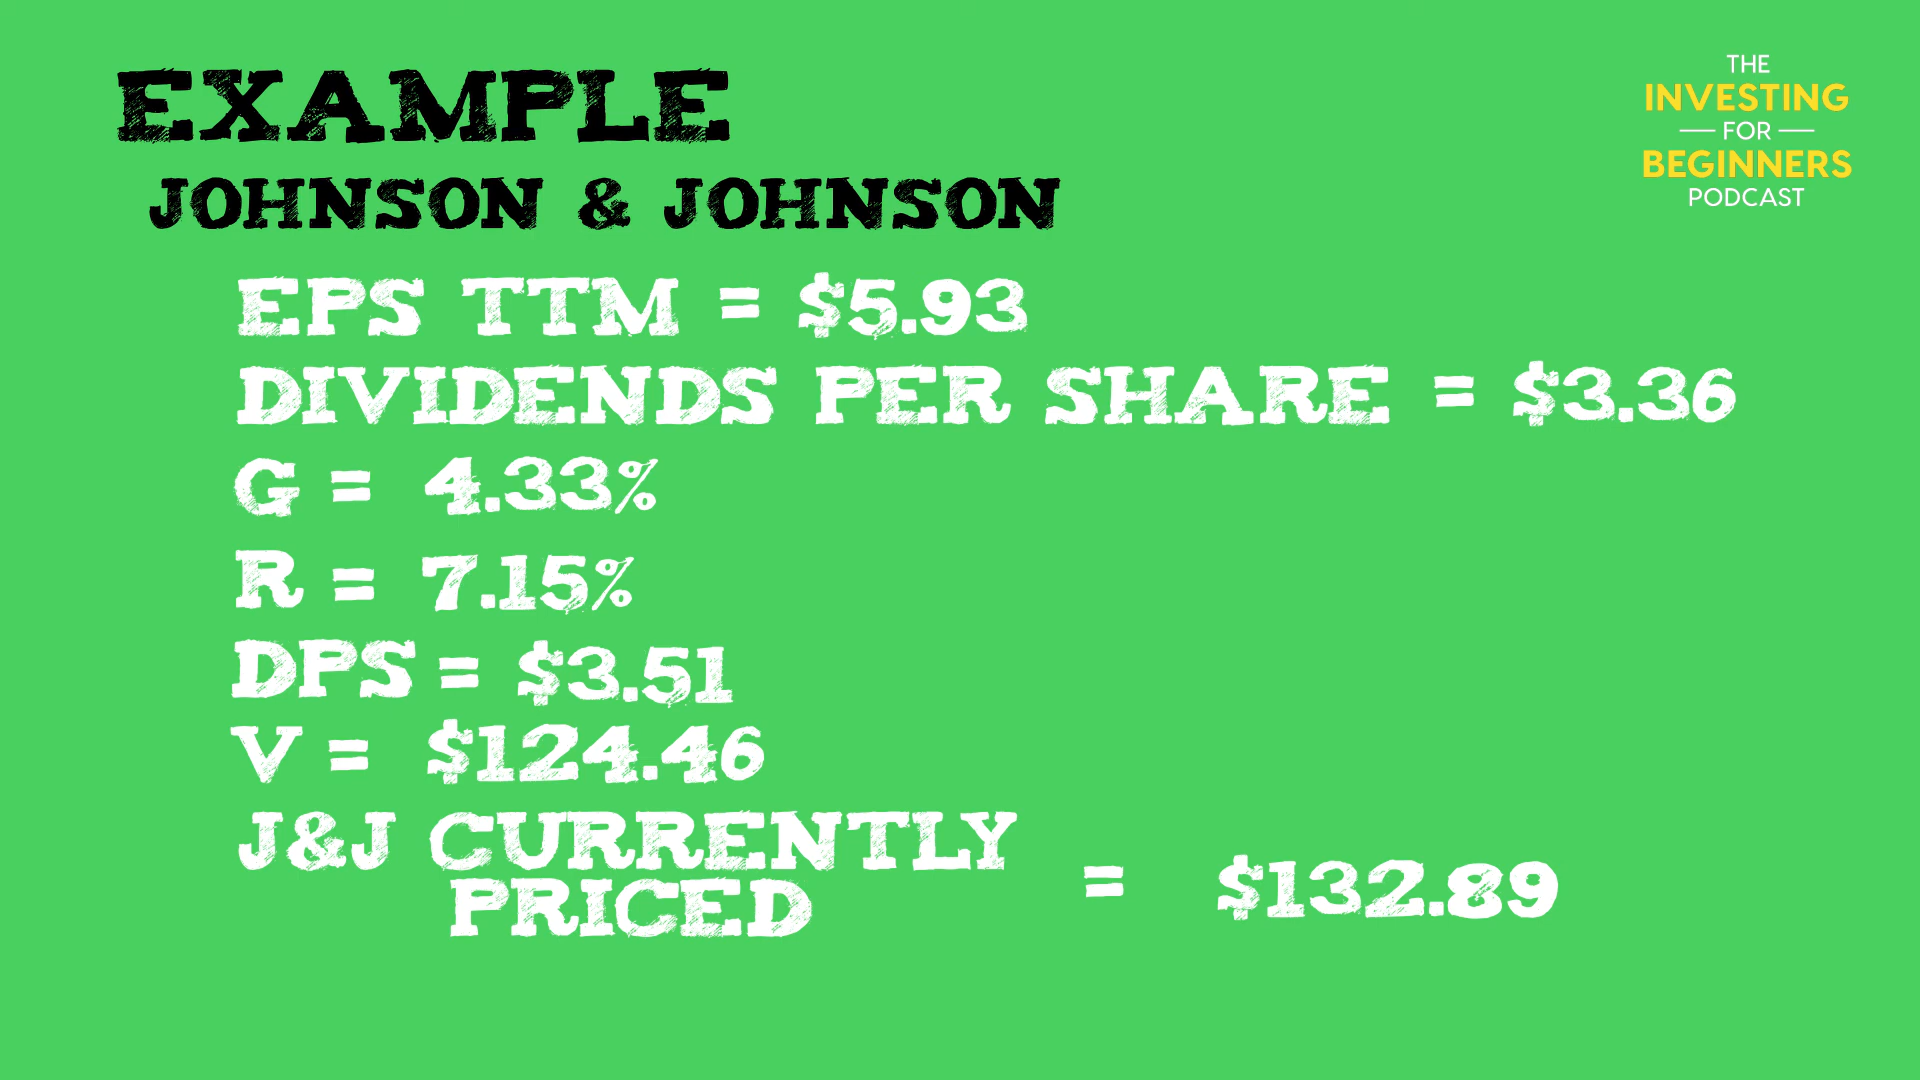 EXAMPLE
JOHNSON & JOHNSON
THE
INVESTING
FOR
BEGINNERS
PODCAST
EPS TTM = $5.93
DIVIDENDS PER SHARE = $3.36
G = 4.33%
R = 7.15%
DPS = $3.51
V = $124.46
J&J CURRENTLY
PRICED = $132.89